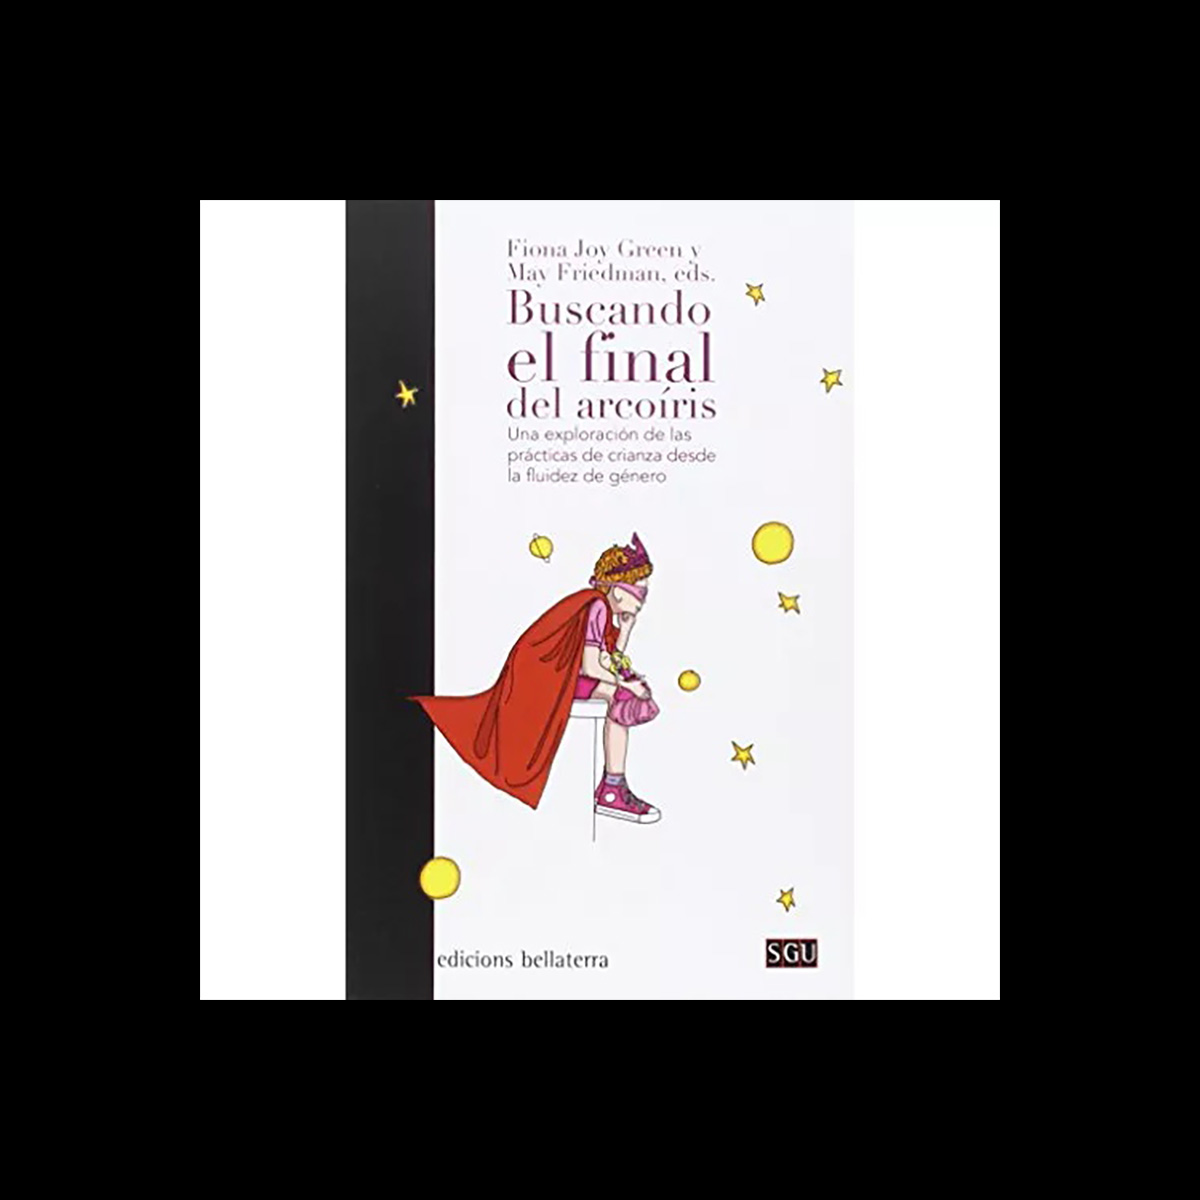 Fiona Joy Green y
May Friedman, eds.
Buscando
el final
del arcoíris
Una exploración de las
prácticas de crianza desde
la fluidez de género
edicions bellaterra
SGU